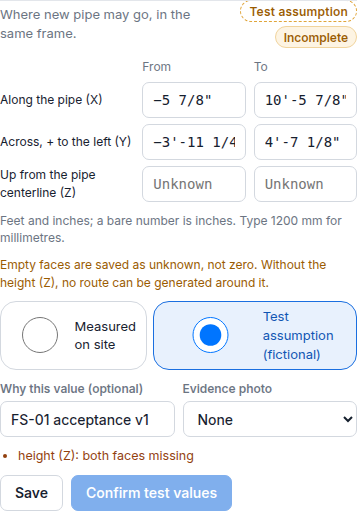 Where new pipe may go, in the
same frame.
Test assumption
Incomplete
From To
Along the pipe (X) −5 7/8" 10'-5 7/8"
Across, + to the left (Y) −3'-11 1/4 4'-7 1/8"
Up from the pipe
centerline (Z) Unknown Unknown
Feet and inches; a bare number is inches. Type 1200 mm for
millimetres.
Empty faces are saved as unknown, not zero. Without the
height (Z), no route can be generated around it.
Measured
on site
Test
assumption
(fictional)
Why this value (optional) Evidence photo
FS-01 acceptance v1 None
• height (Z): both faces missing
Save Confirm test values